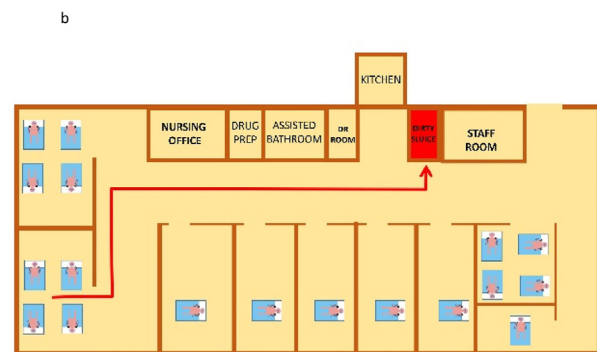 b
KITCHEN
NURSING
OFFICE
DRUG
PREP
ASSISTED
BATHROOM
DR
ROOM
DIRTY
SLUICE
STAFF
ROOM